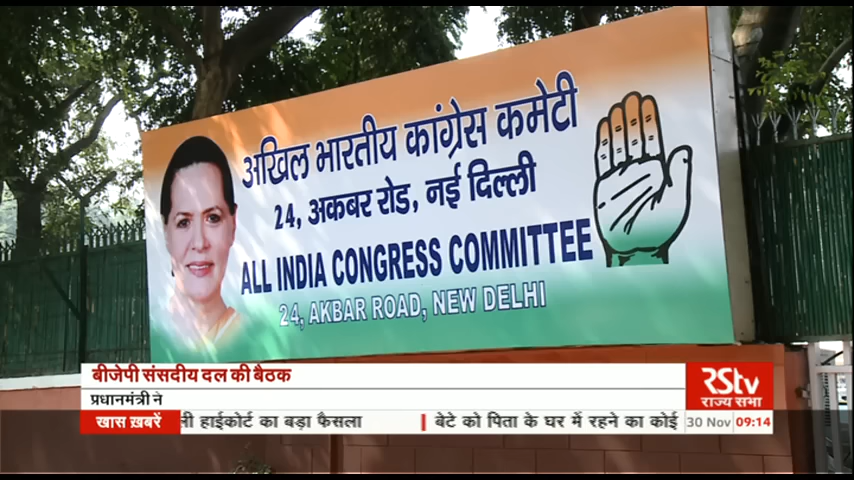 अखिल भारतीय कांग्रेस कमेटी
24, अकबर रोड, नई दिल्ली
ALL INDIA CONGRESS COMMITTEE
24, AKBAR ROAD, NEW DELHI
बीजेपी संसदीय दल की बैठक
प्रधानमंत्री ने
RSTV
राज्य सभा
खास ख़बरें ली हाईकोर्ट का बड़ा फैसला | बेटे को पिता के घर में रहने का कोई 30 Nov 09:14